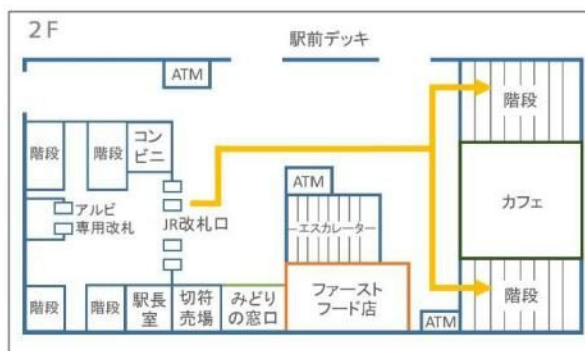 2F
駅前デッキ
ATM
階段
コン
ビニ
階段
階段
ATM
カフェ
アルビ
専用改札
JR改札口
エスカレーター
階段
階段
駅長
室
切符
売場
みどり
の窓口
ファースト
フード店
ATM
階段